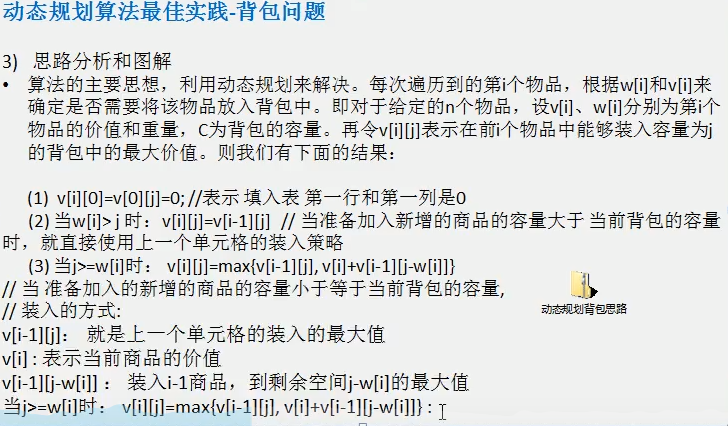 动态规划算法最佳实践-背包问题
3) 思路分析和图解
• 算法的主要思想，利用动态规划来解决。每次遍历到的第i个物品，根据w[i]和v[i]来
确定是否需要将该物品放入背包中。即对于给定的n个物品，设v[i]、w[i]分别为第i个
物品的价值和重量，C为背包的容量。再令v[i][j]表示在前i个物品中能够装入容量为j
的背包中的最大价值。则我们有下面的结果：
(1) v[i][0]=v[0][j]=0; //表示 填入表 第一行和第一列是0
(2) 当w[i]> j 时：v[i][j]=v[i-1][j] // 当准备加入新增的商品的容量大于 当前背包的容量
时，就直接使用上一个单元格的装入策略
(3) 当j>=w[i]时： v[i][j]=max{v[i-1][j], v[i]+v[i-1][j-w[i]]}
// 当 准备加入的新增的商品的容量小于等于当前背包的容量,
// 装入的方式:
v[i-1][j]： 就是上一个单元格的装入的最大值
v[i] : 表示当前商品的价值
v[i-1][j-w[i]] ： 装入i-1商品，到剩余空间j-w[i]的最大值
当j>=w[i]时： v[i][j]=max{v[i-1][j], v[i]+v[i-1][j-w[i]]} :
动态规划背包思路